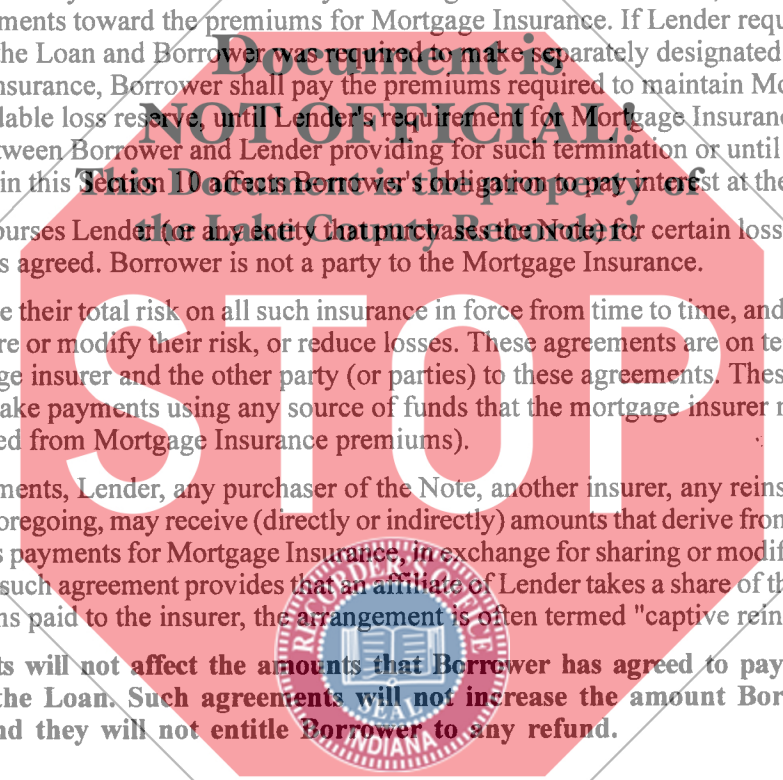 ments toward the premiums for Mortgage Insurance. If Lender requ
he Loan and Borrower was required to make separately designated
nsurance, Borrower shall pay the premiums required to maintain Mo
lable loss reserve, until Lender's requirement for Mortgage Insuranc
ween Borrower and Lender providing for such termination or until
in this Section 10 affects Borrower's obligation to pay interest at the
Document is
NOT OFFICIAL!
This Document is the property of
the Lake County Recorder!
ourses Lender (or any entity that purchases the Note) for certain loss
s agreed. Borrower is not a party to the Mortgage Insurance.
e their total risk on all such insurance in force from time to time, and
re or modify their risk, or reduce losses. These agreements are on te
ge insurer and the other party (or parties) to these agreements. Thes
ake payments using any source of funds that the mortgage insurer m
ed from Mortgage Insurance premiums).
STOP
ments, Lender, any purchaser of the Note, another insurer, any reins
oregoing, may receive (directly or indirectly) amounts that derive from
s payments for Mortgage Insurance, in exchange for sharing or modif
such agreement provides that an affiliate of Lender takes a share of th
ns paid to the insurer, the arrangement is often termed "captive rein
ts will not affect the amounts that Borrower has agreed to pay
the Loan. Such agreements will not increase the amount Bor
nd they will not entitle Borrower to any refund.
RECORDER'S OFFICE
SEAL
INDIANA